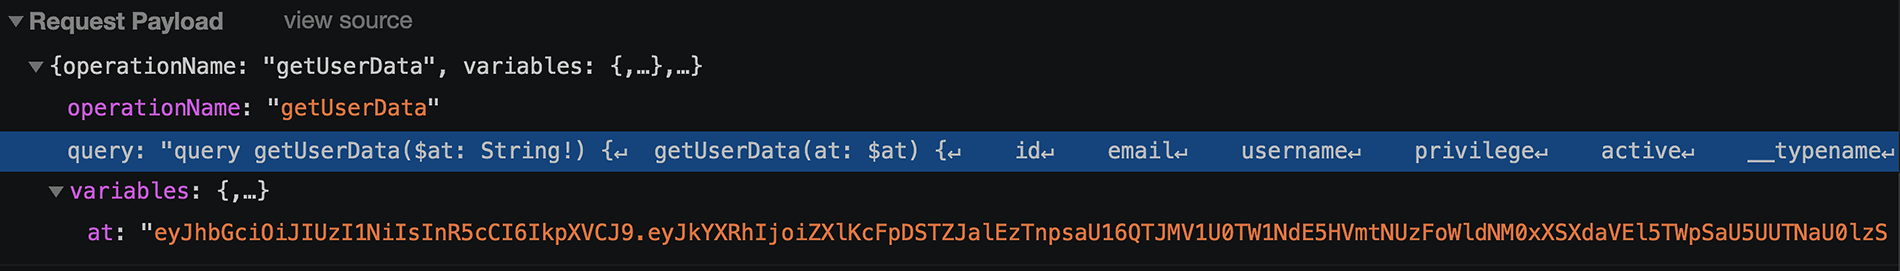 ▼Request Payload view source
▼{operationName: "getUserData", variables: {,…},…}
operationName: "getUserData"
query: "query getUserData($at: String!) {↵  getUserData(at: $at) {↵    id↵    email↵    username↵    privilege↵    active↵    __typename↵
▼variables: {,…}
at: "eyJhbGciOiJIUzI1NiIsInR5cCI6IkpXVCJ9.eyJkYXRhIjoiZXlKcFpDSTZJalEzTnpsaU16QTJMV1U0TW1NdE5HVmtNUzFoWldNM0xXSXdaVEl5TWpSaU5UUTNaU0lzS